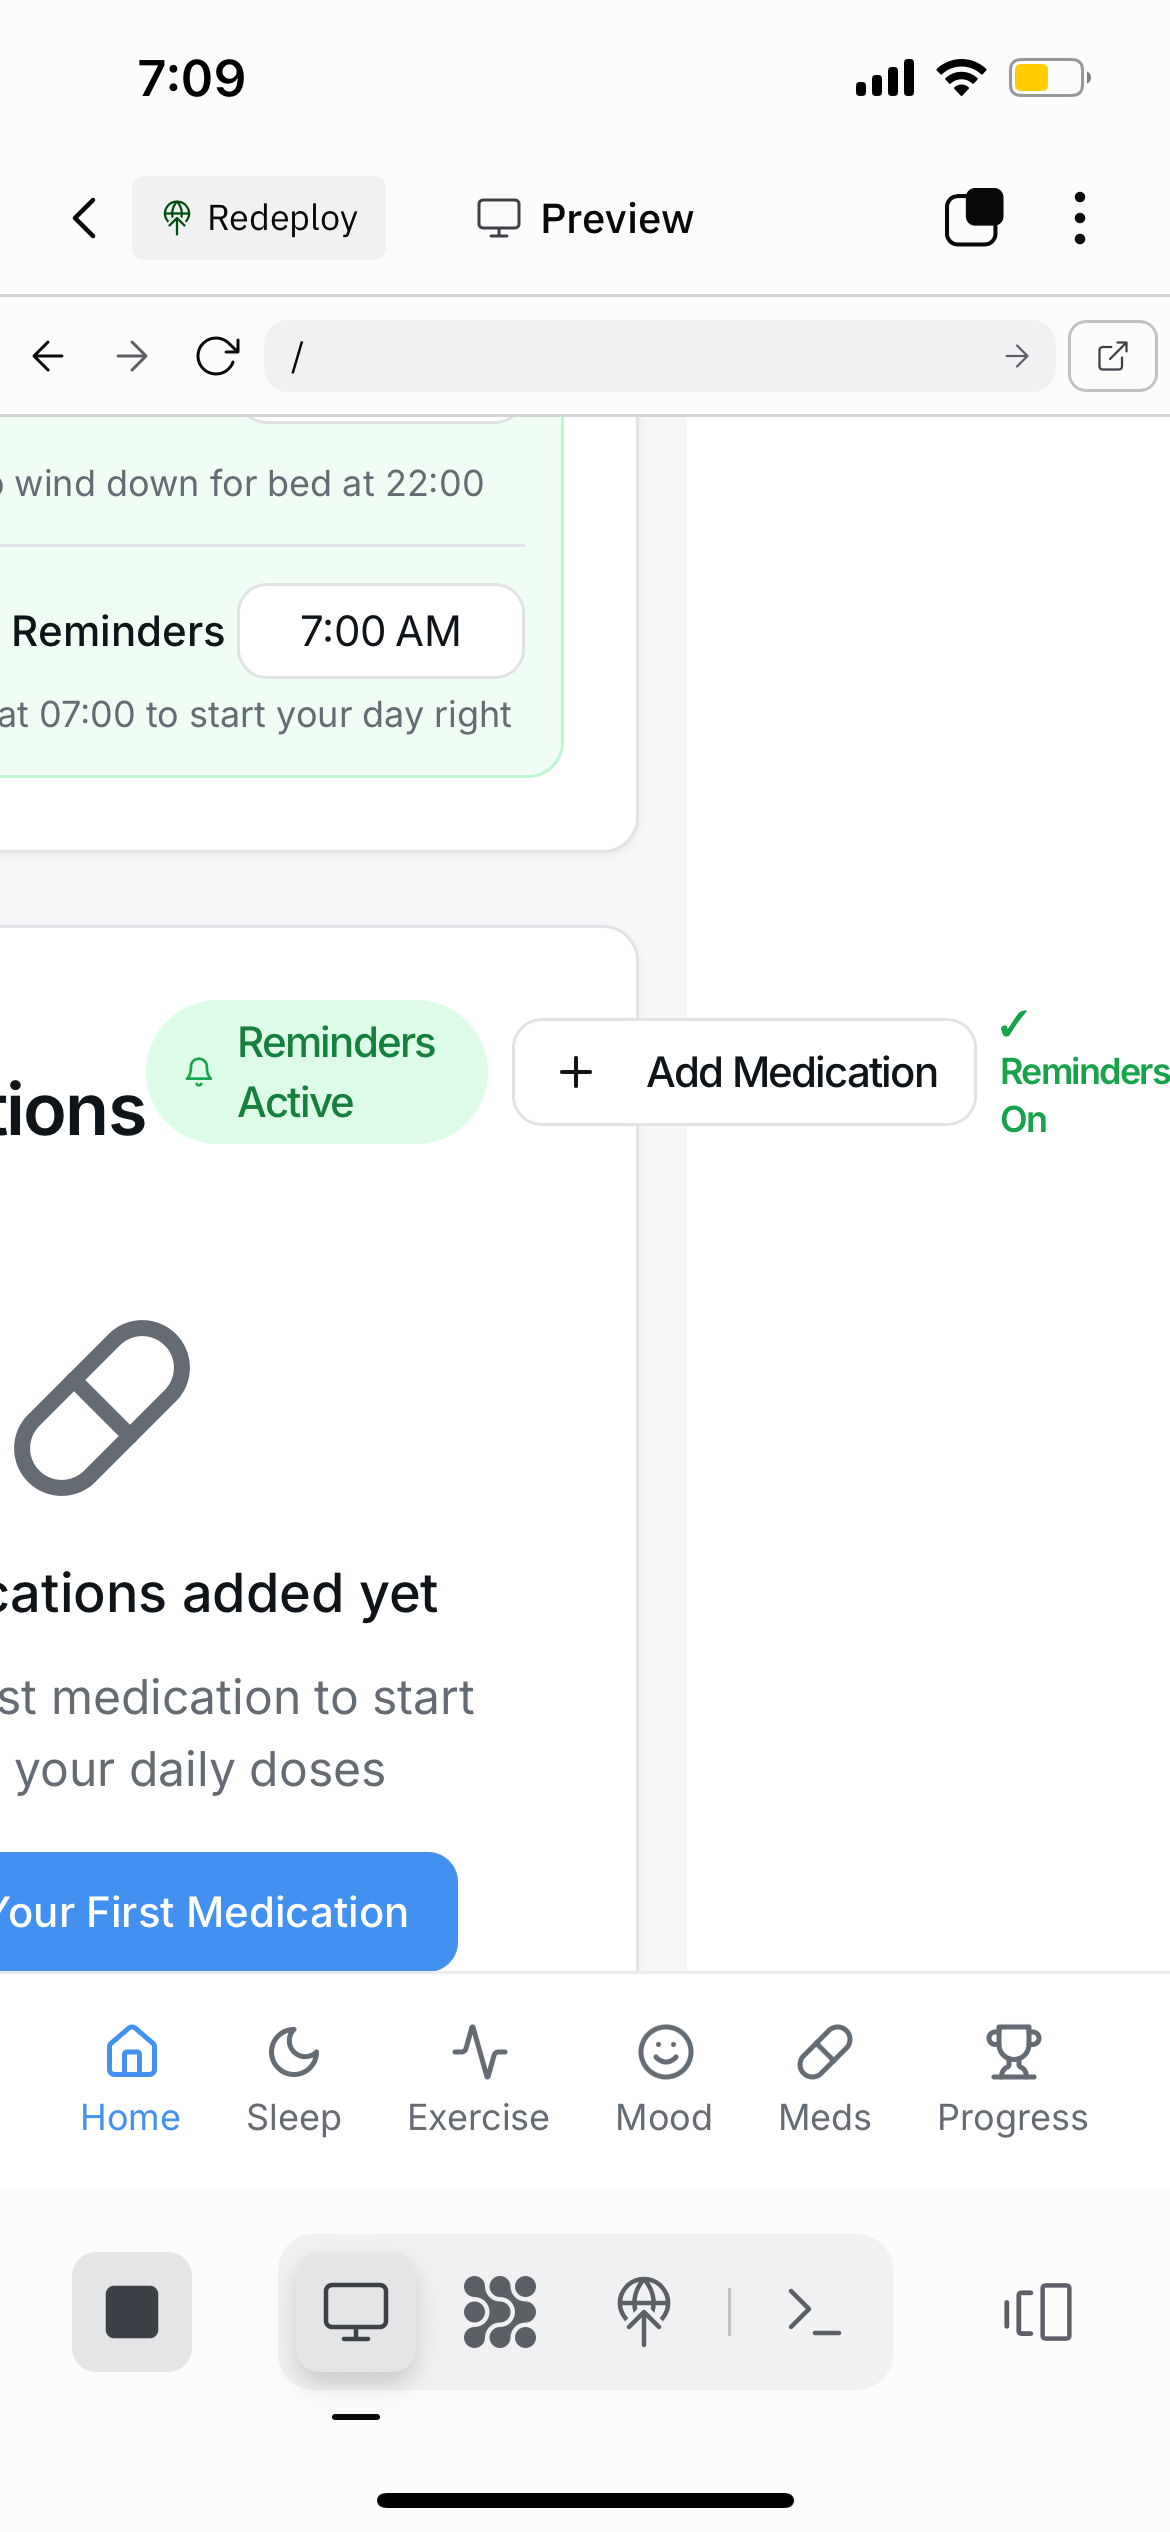 7:09
Redeploy
Preview
/
wind down for bed at 22:00
Reminders
7:00 AM
at 07:00 to start your day right
Reminders
Active
tions
Add Medication
✓
Reminders
On
cations added yet
st medication to start
your daily doses
Your First Medication
Home
Sleep
Exercise
Mood
Meds
Progress